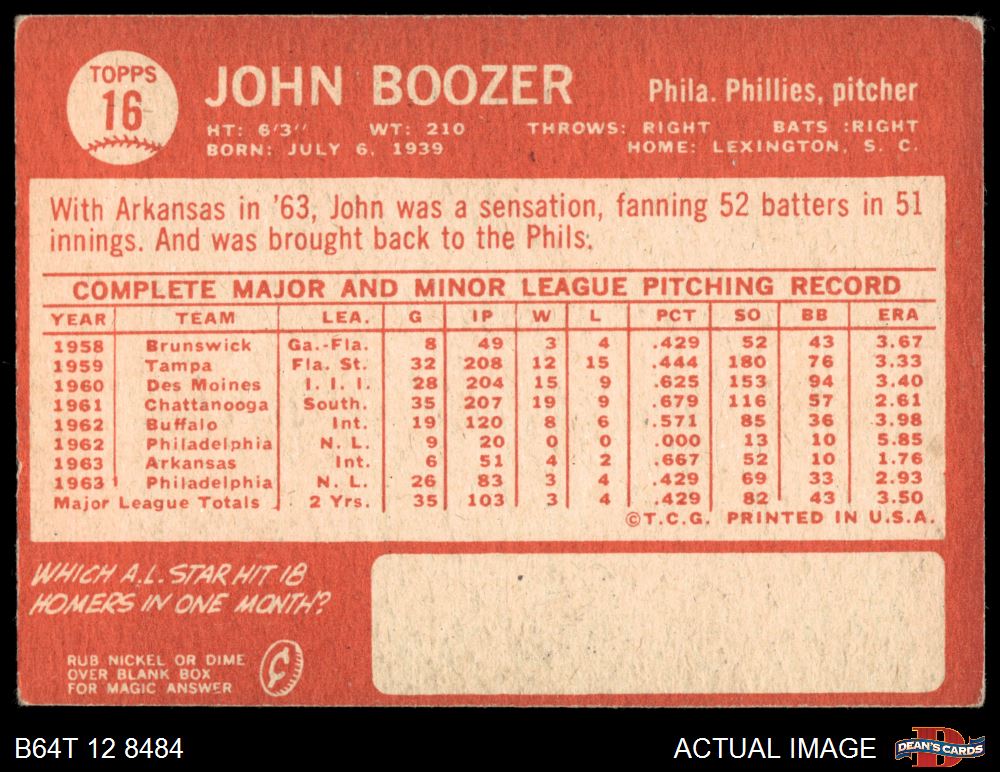 TOPPS
16
JOHN BOOZER
Phila. Phillies, pitcher
HT: 6'3" WT: 210 THROWS: RIGHT BATS :RIGHT
BORN: JULY 6, 1939 HOME: LEXINGTON, S. C.
With Arkansas in '63, John was a sensation, fanning 52 batters in 51
innings. And was brought back to the Phils.
COMPLETE MAJOR AND MINOR LEAGUE PITCHING RECORD
YEAR TEAM LEA. G IP W L PCT SO BB ERA
1958 Brunswick Ga.-Fla. 8 49 3 4 .429 52 43 3.67
1959 Tampa Fla. St. 32 208 12 15 .444 180 76 3.33
1960 Des Moines I. I. I. 28 204 15 9 .625 153 94 3.40
1961 Chattanooga South. 35 207 19 9 .679 116 57 2.61
1962 Buffalo Int. 19 120 8 6 .571 85 36 3.98
1962 Philadelphia N. L. 9 20 0 0 .000 13 10 5.85
1963 Arkansas Int. 6 51 4 2 .667 52 10 1.76
1963 Philadelphia N. L. 26 83 3 4 .429 69 33 2.93
Major League Totals 2 Yrs. 35 103 3 4 .429 82 43 3.50
©T.C.G. PRINTED IN U.S.A.
WHICH A.L. STAR HIT 18
HOMERS IN ONE MONTH?
RUB NICKEL OR DIME
OVER BLANK BOX
FOR MAGIC ANSWER
B64T 12 8484
ACTUAL IMAGE
DEAN'S CARDS